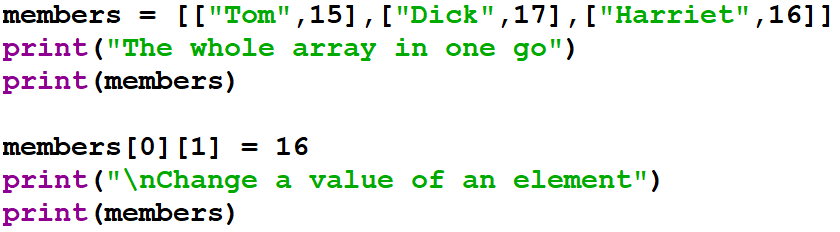 members = [["Tom",15],["Dick",17],["Harriet",16]]
print("The whole array in one go")
print(members)
members[0][1] = 16
print("\nChange a value of an element")
print(members)